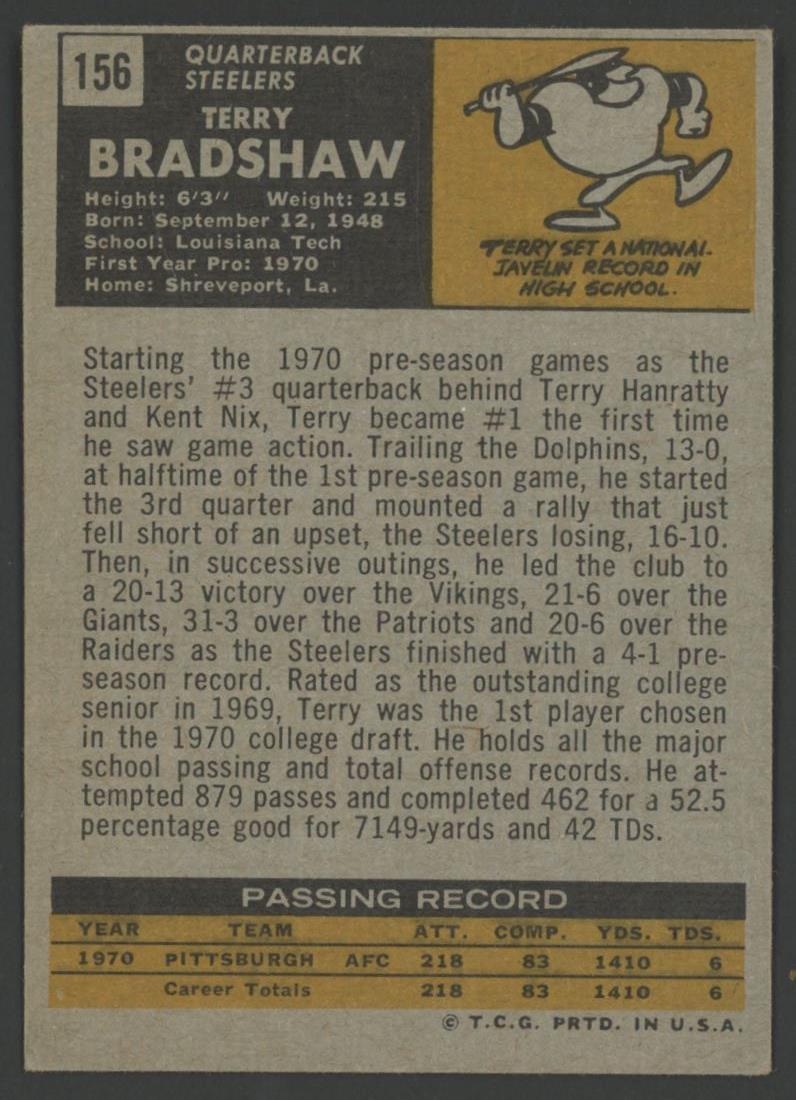 156
QUARTERBACK
STEELERS
TERRY
BRADSHAW
Height: 6'3" Weight: 215
Born: September 12, 1948
School: Louisiana Tech
First Year Pro: 1970
Home: Shreveport, La.
TERRY SET A NATIONAL
JAVELIN RECORD IN
HIGH SCHOOL.
Starting the 1970 pre-season games as the
Steelers' #3 quarterback behind Terry Hanratty
and Kent Nix, Terry became #1 the first time
he saw game action. Trailing the Dolphins, 13-0,
at halftime of the 1st pre-season game, he started
the 3rd quarter and mounted a rally that just
fell short of an upset, the Steelers losing, 16-10.
Then, in successive outings, he led the club to
a 20-13 victory over the Vikings, 21-6 over the
Giants, 31-3 over the Patriots and 20-6 over the
Raiders as the Steelers finished with a 4-1 pre-
season record. Rated as the outstanding college
senior in 1969, Terry was the 1st player chosen
in the 1970 college draft. He holds all the major
school passing and total offense records. He at-
tempted 879 passes and completed 462 for a 52.5
percentage good for 7149-yards and 42 TDs.
PASSING RECORD
YEAR TEAM ATT. COMP. YDS. TDS.
1970 PITTSBURGH AFC 218 83 1410 6
Career Totals 218 83 1410 6
© T.C.G. PRTD. IN U.S.A.